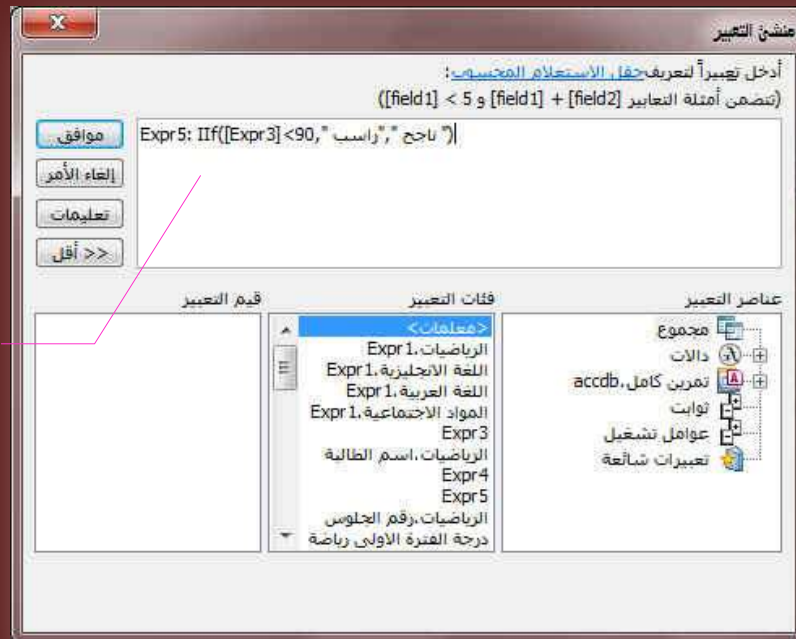 منشئ التعبير
أدخل تعبيراً لتعريف حقل الاستعلام المحسوب:
(تتضمن أمثلة التعابير [field1] + [field2] و [field1] < 5)
Expr5: IIf([Expr3]<90," راسب"," ناجح ")
موافق
إلغاء الأمر
تعليمات
<< أقل
عناصر التعبير
مجموع
دالات
تمرين كامل.accdb
ثوابت
عوامل تشغيل
تعبيرات شائعة
فئات التعبير
<معلمات>
الرياضيات.Expr1
اللغة الانجليزية.Expr1
اللغة العربية.Expr1
المواد الاجتماعية.Expr1
Expr3
الرياضيات.اسم الطالبة
Expr4
Expr5
الرياضيات.رقم الجلوس
درجة الفترة الاولى رياضة
قيم التعبير